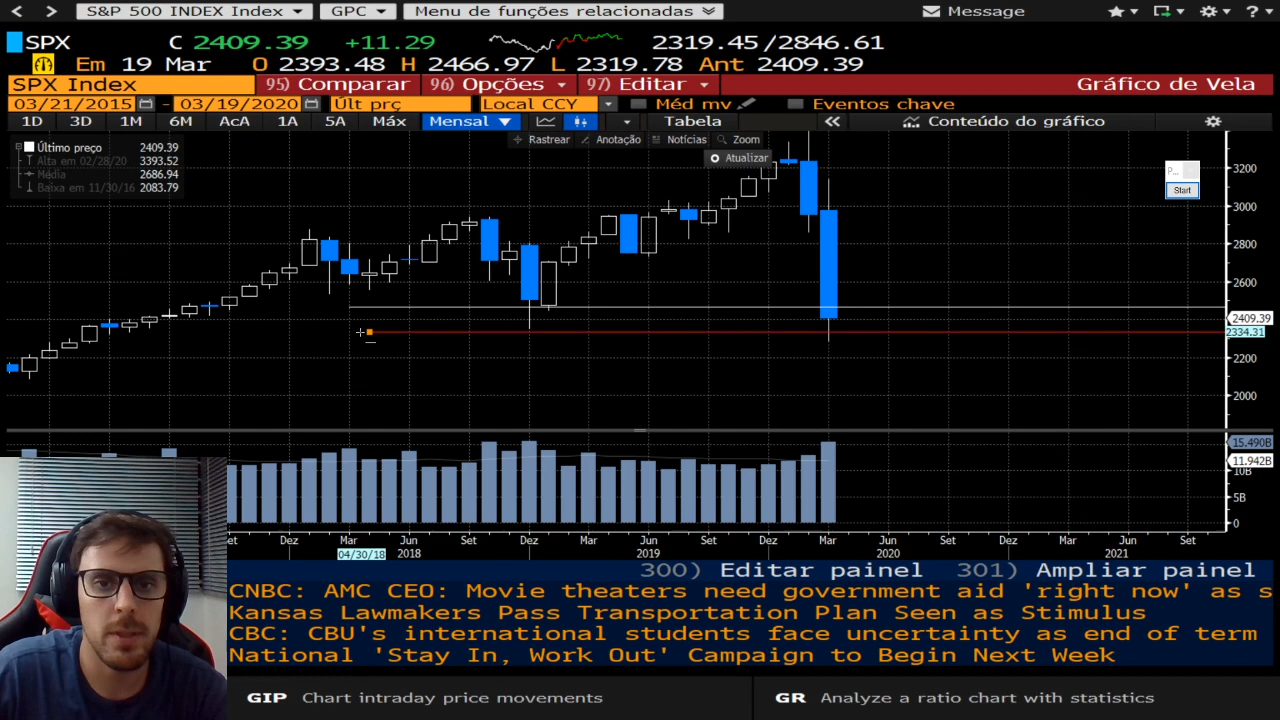 S&P 500 INDEX Index GPC Menu de funções relacionadas Message ?
SPX C 2409.39 +11.29 2319.45/2846.61
Em 19 Mar O 2393.48 H 2466.97 L 2319.78 Ant 2409.39
SPX Index 95) Comparar 96) Opções 97) Editar Gráfico de Vela
03/21/2015 - 03/19/2020 Últ prç Local CCY Méd mv Eventos chave
1D 3D 1M 6M AcA 1A 5A Máx Mensal Tabela Conteúdo do gráfico
Rastrear Anotação Notícias Zoom
Atualizar
Último preço 2409.39
Alta em 02/28/20 3393.52
Média 2686.94
Baixa em 11/30/16 2083.79
P...
Start
3200
3000
2800
2600
2409.39
2334.31
2200
2000
15.490B
11.942B
10B
5B
0
et Dez Mar Jun Set Dez Mar Jun Set Dez Mar Jun Set Dez Mar Jun Set
04/30/18 2018 2019 2020 2021
300) Editar painel 301) Ampliar painel
CNBC: AMC CEO: Movie theaters need government aid 'right now' as s
Kansas Lawmakers Pass Transportation Plan Seen as Stimulus
CBC: CBU's international students face uncertainty as end of term
National 'Stay In, Work Out' Campaign to Begin Next Week
GIP Chart intraday price movements GR Analyze a ratio chart with statistics